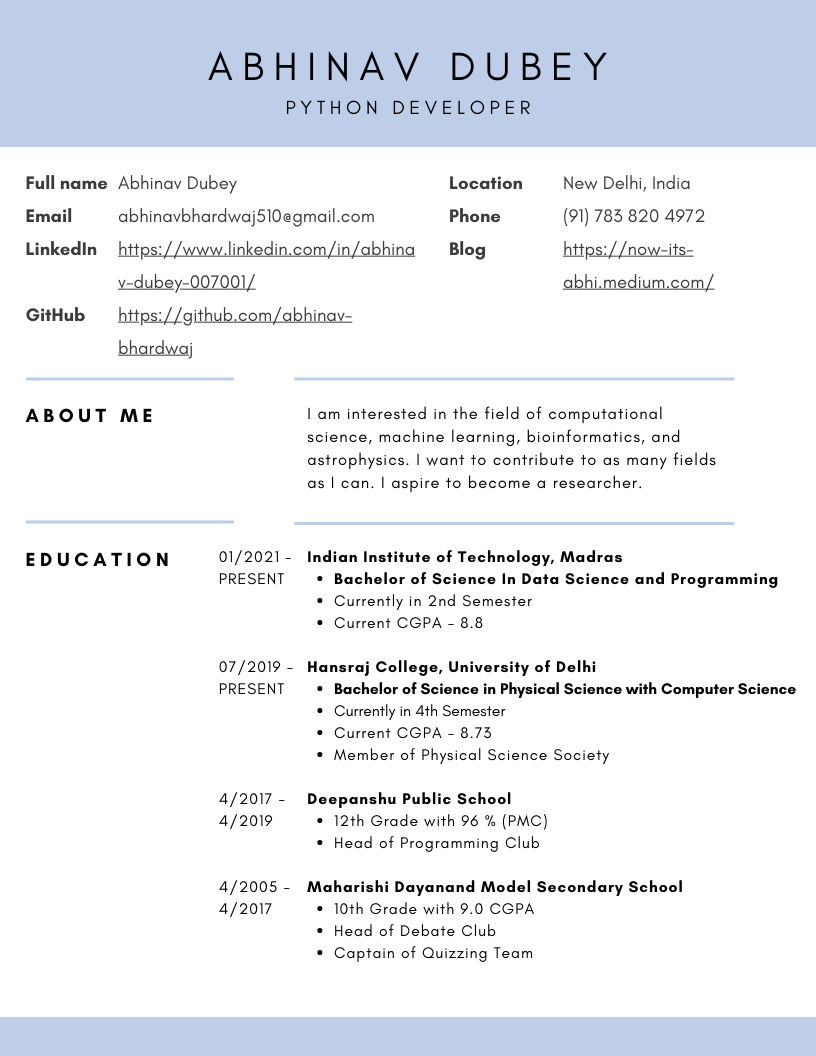 ABHINAV DUBEY
PYTHON DEVELOPER
Full name Abhinav Dubey
Email abhinavbhardwaj510@gmail.com
LinkedIn https://www.linkedin.com/in/abhina
v-dubey-007001/
GitHub https://github.com/abhinav-
bhardwaj
Location New Delhi, India
Phone (91) 783 820 4972
Blog https://now-its-
abhi.medium.com/
ABOUT ME
I am interested in the field of computational
science, machine learning, bioinformatics, and
astrophysics. I want to contribute to as many fields
as I can. I aspire to become a researcher.
EDUCATION
01/2021 - Indian Institute of Technology, Madras
PRESENT • Bachelor of Science In Data Science and Programming
• Currently in 2nd Semester
• Current CGPA - 8.8
07/2019 - Hansraj College, University of Delhi
PRESENT • Bachelor of Science in Physical Science with Computer Science
• Currently in 4th Semester
• Current CGPA - 8.73
• Member of Physical Science Society
4/2017 - Deepanshu Public School
4/2019 • 12th Grade with 96 % (PMC)
• Head of Programming Club
4/2005 - Maharishi Dayanand Model Secondary School
4/2017 • 10th Grade with 9.0 CGPA
• Head of Debate Club
• Captain of Quizzing Team